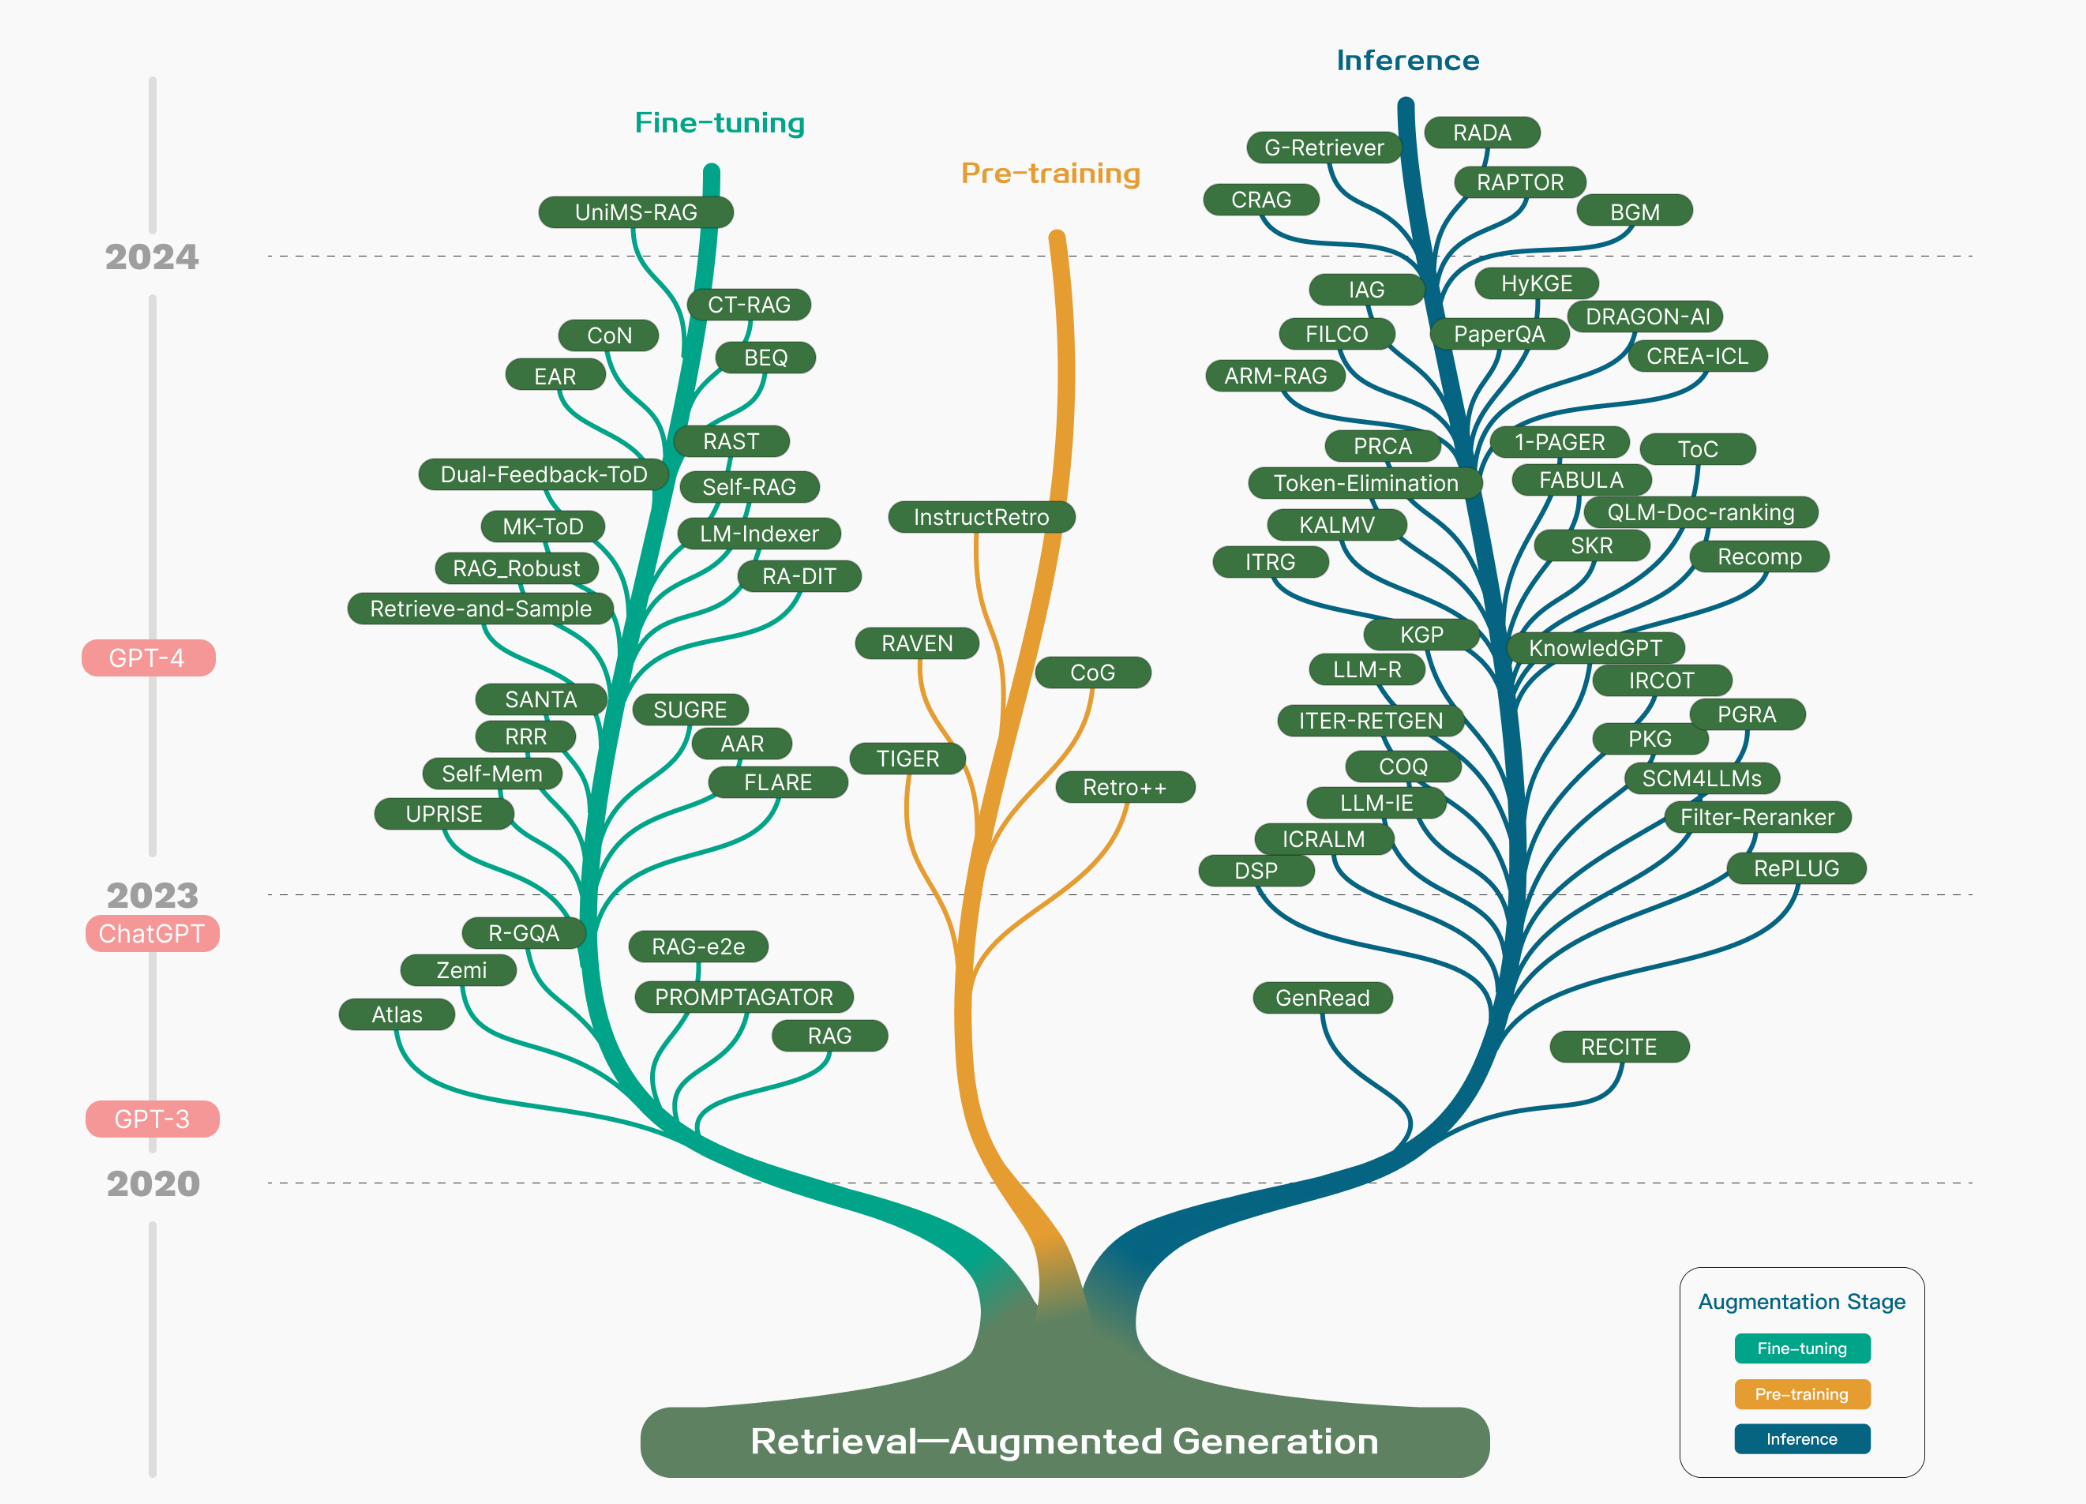 Inference
Fine-tuning
Pre-training
RADA
G-Retriever
RAPTOR
CRAG
BGM
UniMS-RAG
2024
HyKGE
IAG
CT-RAG
DRAGON-AI
CoN
FILCO
PaperQA
BEQ
CREA-ICL
EAR
ARM-RAG
RAST
1-PAGER
PRCA
ToC
Dual-Feedback-ToD
FABULA
Token-Elimination
Self-RAG
QLM-Doc-ranking
InstructRetro
KALMV
MK-ToD
LM-Indexer
SKR
Recomp
ITRG
RAG_Robust
RA-DIT
Retrieve-and-Sample
KGP
RAVEN
KnowledGPT
GPT-4
LLM-R
CoG
IRCOT
SANTA
SUGRE
PGRA
ITER-RETGEN
RRR
PKG
AAR
TIGER
COQ
Self-Mem
SCM4LLMs
FLARE
Retro++
LLM-IE
UPRISE
Filter-Reranker
ICRALM
RePLUG
DSP
2023
ChatGPT
R-GQA
RAG-e2e
Zemi
PROMPTAGATOR
GenRead
Atlas
RAG
RECITE
GPT-3
2020
Augmentation Stage
Fine-tuning
Pre-training
Inference
Retrieval—Augmented Generation